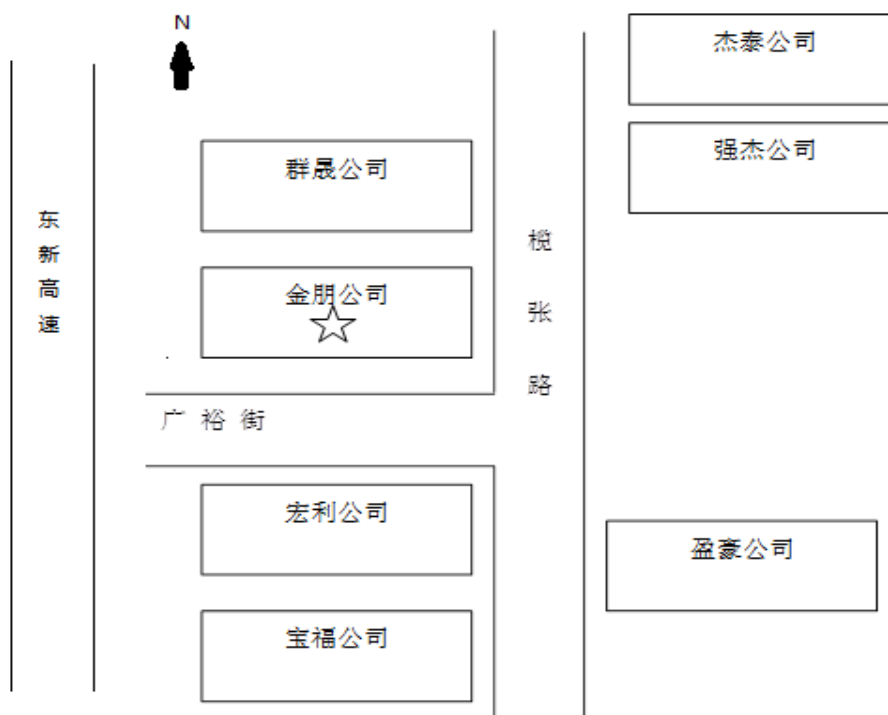 N
杰泰公司
强杰公司
群晟公司
东新高速
榄张路
金朋公司
广裕街
宏利公司
盈豪公司
宝福公司